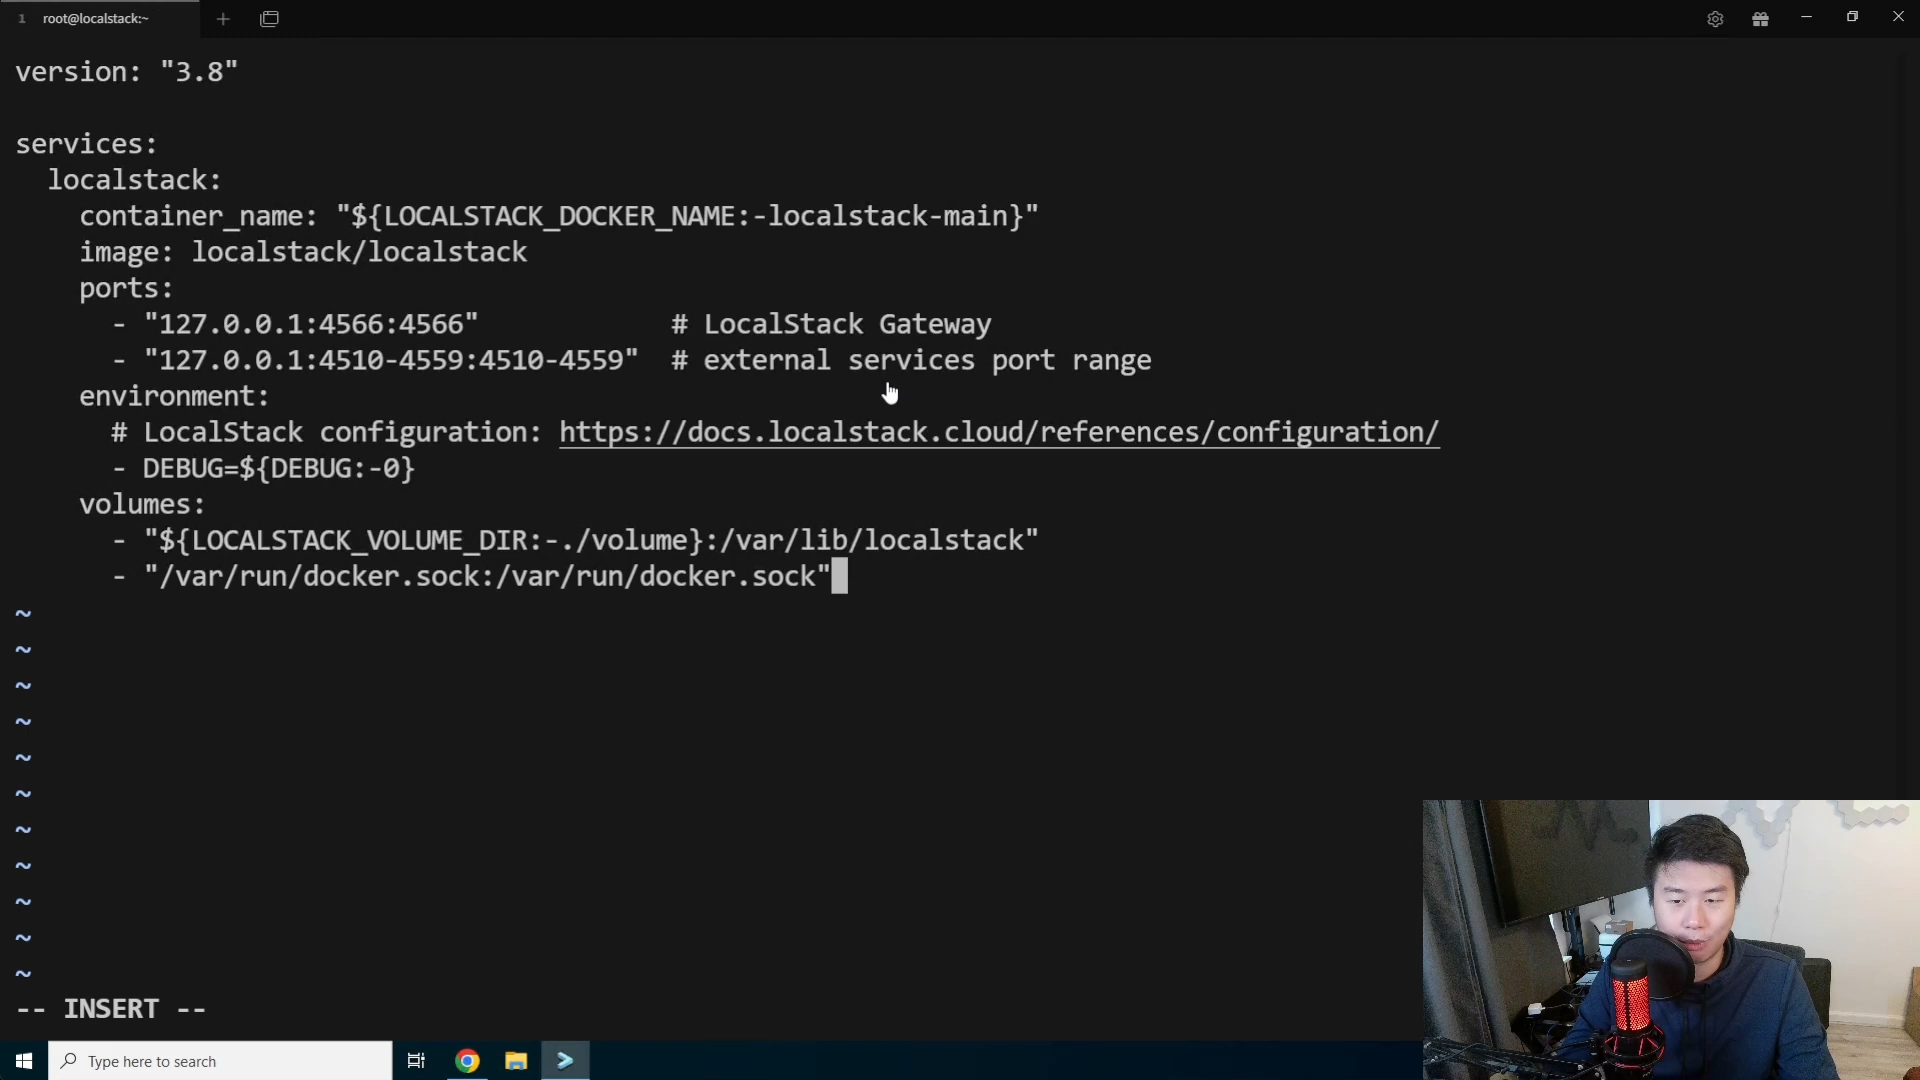 1 root@localstack:~
version: "3.8"
services:
  localstack:
    container_name: "${LOCALSTACK_DOCKER_NAME:-localstack-main}"
    image: localstack/localstack
    ports:
      - "127.0.0.1:4566:4566"            # LocalStack Gateway
      - "127.0.0.1:4510-4559:4510-4559"  # external services port range
    environment:
      # LocalStack configuration: https://docs.localstack.cloud/references/configuration/
      - DEBUG=${DEBUG:-0}
    volumes:
      - "${LOCALSTACK_VOLUME_DIR:-./volume}:/var/lib/localstack"
      - "/var/run/docker.sock:/var/run/docker.sock"
~
~
~
~
~
~
~
~
~
~
~
-- INSERT --
Type here to search